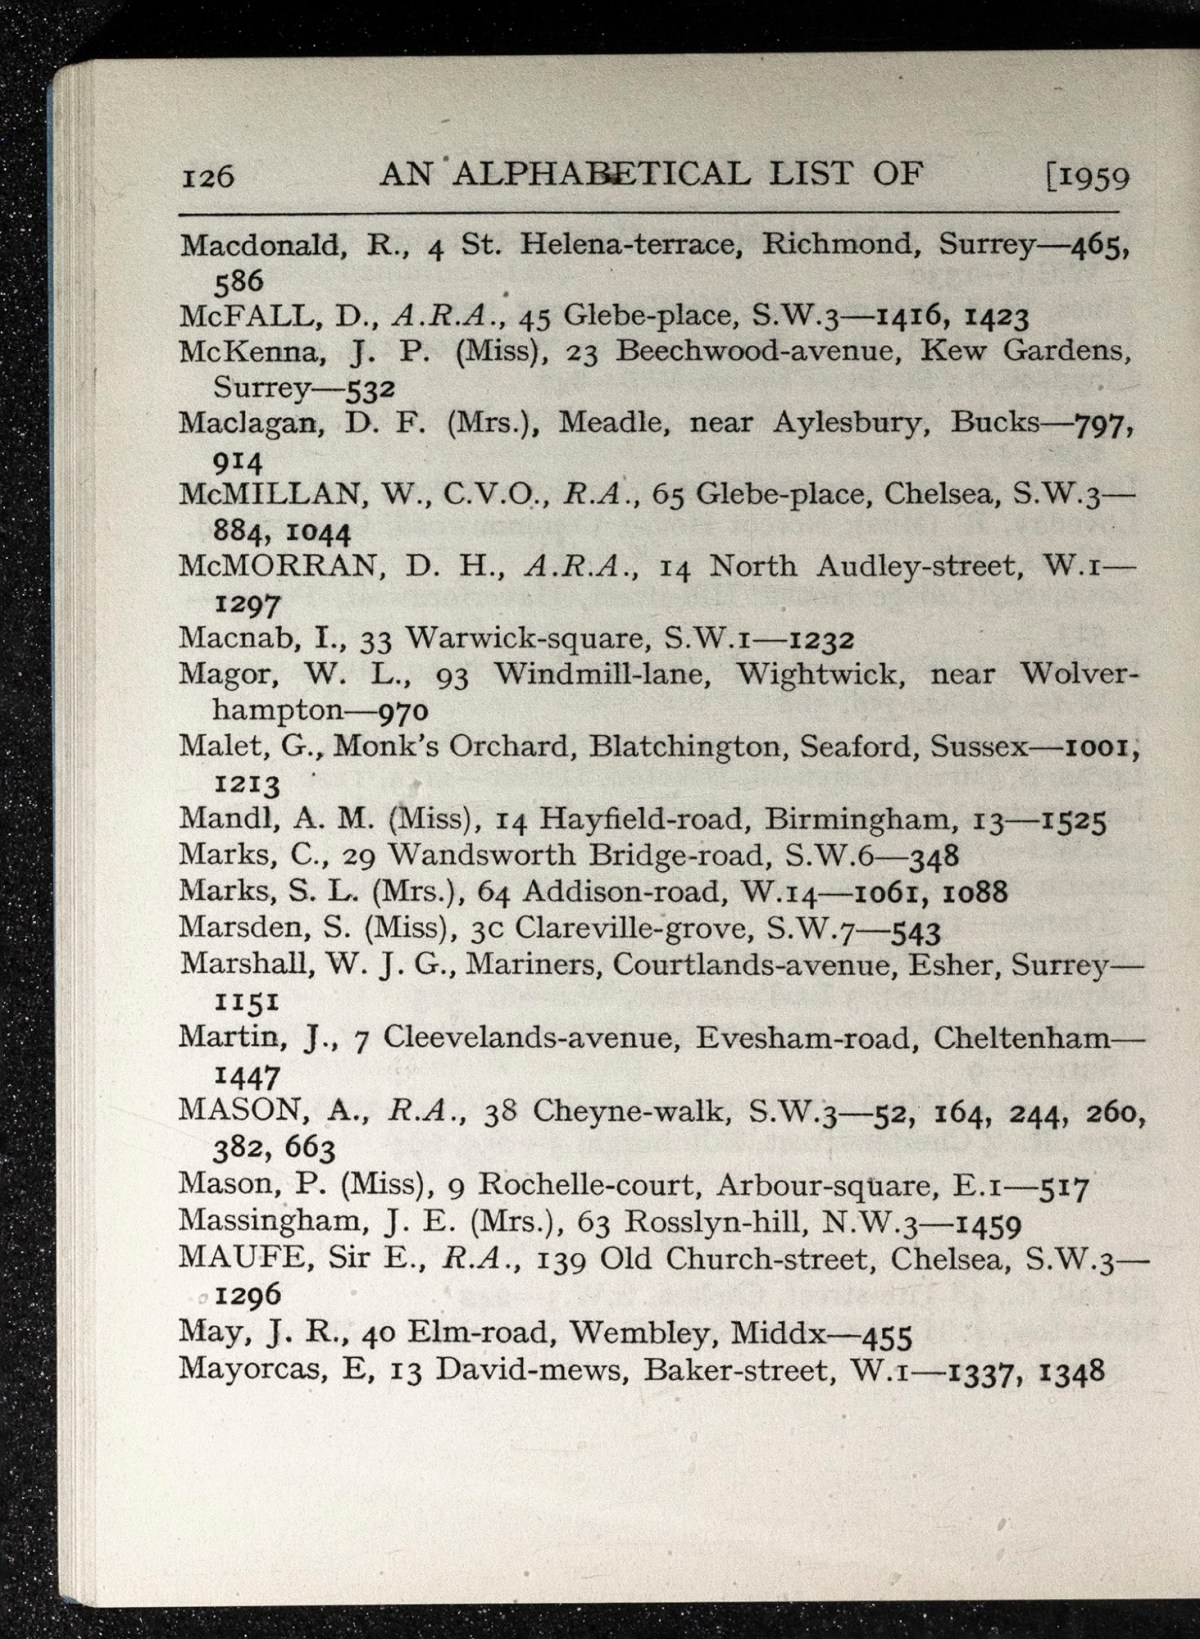 126 AN ALPHABETICAL LIST OF [1959
Macdonald, R., 4 St. Helena-terrace, Richmond, Surrey—465,
586
McFALL, D., A.R.A., 45 Glebe-place, S.W.3—1416, 1423
McKenna, J. P. (Miss), 23 Beechwood-avenue, Kew Gardens,
Surrey—532
Maclagan, D. F. (Mrs.), Meadle, near Aylesbury, Bucks—797,
914
McMILLAN, W., C.V.O., R.A., 65 Glebe-place, Chelsea, S.W.3—
884, 1044
McMORRAN, D. H., A.R.A., 14 North Audley-street, W.1—
1297
Macnab, I., 33 Warwick-square, S.W.1—1232
Magor, W. L., 93 Windmill-lane, Wightwick, near Wolver-
hampton—970
Malet, G., Monk's Orchard, Blatchington, Seaford, Sussex—1001,
1213
Mandl, A. M. (Miss), 14 Hayfield-road, Birmingham, 13—1525
Marks, C., 29 Wandsworth Bridge-road, S.W.6—348
Marks, S. L. (Mrs.), 64 Addison-road, W.14—1061, 1088
Marsden, S. (Miss), 3C Clareville-grove, S.W.7—543
Marshall, W. J. G., Mariners, Courtlands-avenue, Esher, Surrey—
1151
Martin, J., 7 Cleevelands-avenue, Evesham-road, Cheltenham—
1447
MASON, A., R.A., 38 Cheyne-walk, S.W.3—52, 164, 244, 260,
382, 663
Mason, P. (Miss), 9 Rochelle-court, Arbour-square, E.1—517
Massingham, J. E. (Mrs.), 63 Rosslyn-hill, N.W.3—1459
MAUFE, Sir E., R.A., 139 Old Church-street, Chelsea, S.W.3—
1296
May, J. R., 40 Elm-road, Wembley, Middx—455
Mayorcas, E, 13 David-mews, Baker-street, W.1—1337, 1348